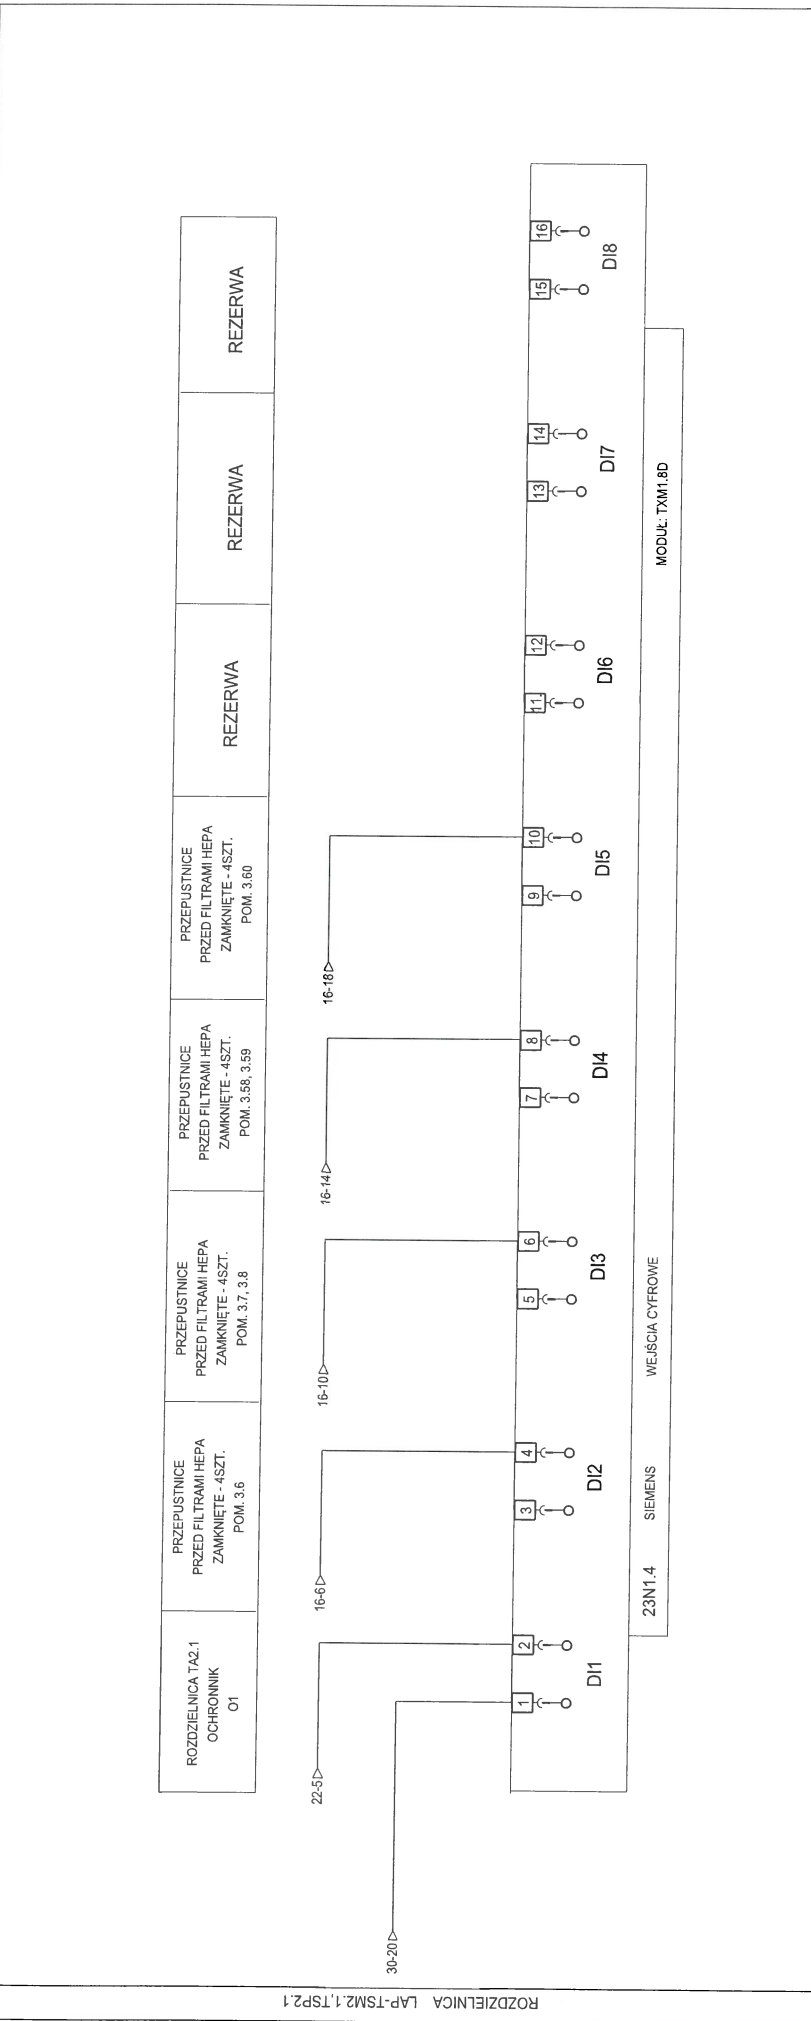 ROZDZIELNICA TA2.1
OCHRONNIK
O1
PRZEPUSTNICE
PRZED FILTRAMI HEPA
ZAMKNIĘTE - 4SZT.
POM. 3.6
PRZEPUSTNICE
PRZED FILTRAMI HEPA
ZAMKNIĘTE - 4SZT.
POM. 3.7, 3.8
PRZEPUSTNICE
PRZED FILTRAMI HEPA
ZAMKNIĘTE - 4SZT.
POM. 3.58, 3.59
PRZEPUSTNICE
PRZED FILTRAMI HEPA
ZAMKNIĘTE - 4SZT.
POM. 3.60
REZERWA
REZERWA
REZERWA
30-20
22-5
16-6
16-10
16-14
16-18
1 2 3 4 5 6 7 8 9 10 11 12 13 14 15 16
DI1 DI2 DI3 DI4 DI5 DI6 DI7 DI8
23N1.4 SIEMENS WEJŚCIA CYFROWE MODUŁ: TXM1.8D
ROZDZIELNICA LAP-TSM2.1,TSP2.1